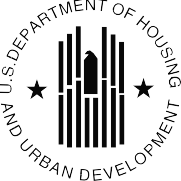 U.S. DEPARTMENT OF HOUSING
AND URBAN DEVELOPMENT